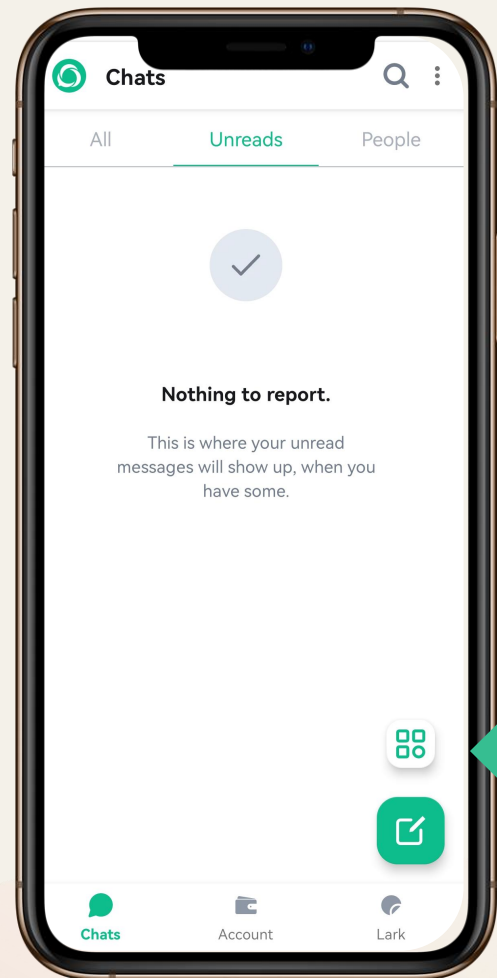 Chats
All Unreads People
Nothing to report.
This is where your unread
messages will show up, when you
have some.
Chats Account Lark